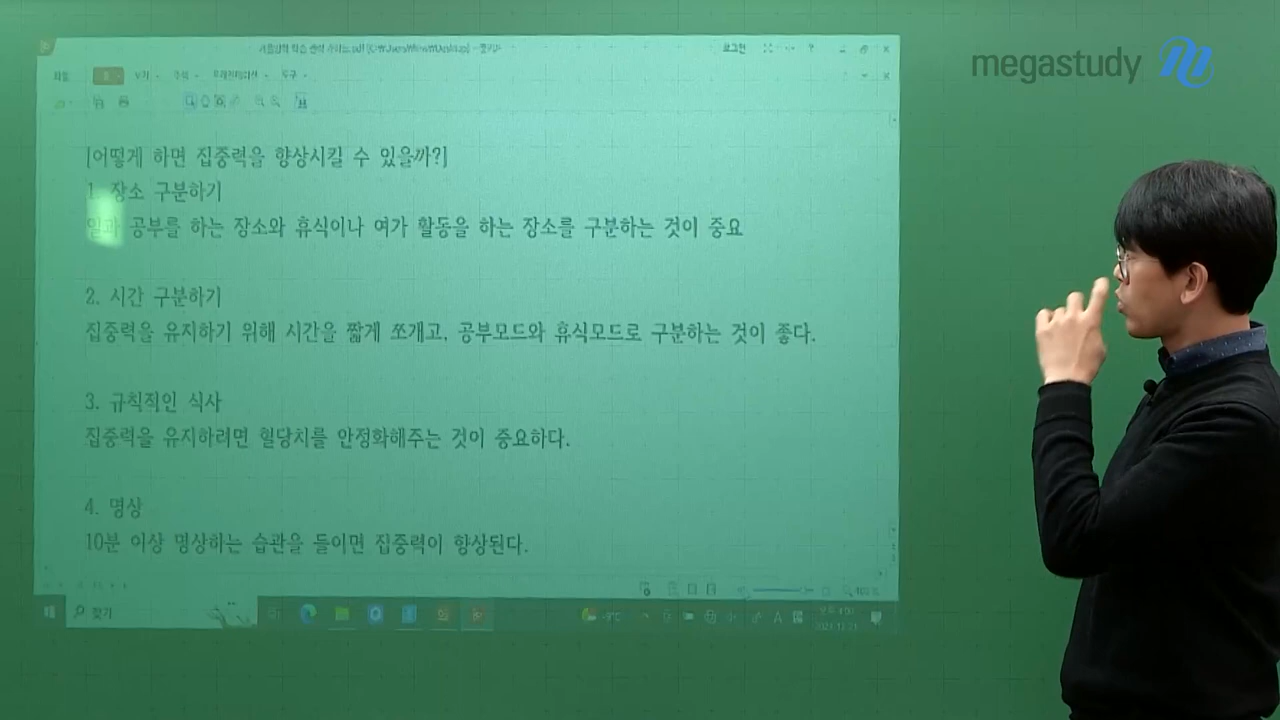 megastudy
로그인
[어떻게 하면 집중력을 향상시킬 수 있을까?]
1. 장소 구분하기
일과 공부를 하는 장소와 휴식이나 여가 활동을 하는 장소를 구분하는 것이 중요
2. 시간 구분하기
집중력을 유지하기 위해 시간을 짧게 쪼개고, 공부모드와 휴식모드로 구분하는 것이 좋다.
3. 규칙적인 식사
집중력을 유지하려면 혈당치를 안정화해주는 것이 중요하다.
4. 명상
10분 이상 명상하는 습관을 들이면 집중력이 향상된다.
찾기